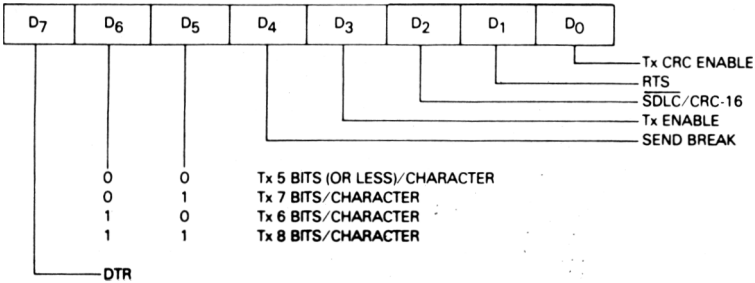 D7 D6 D5 D4 D3 D2 D1 D0
Tx CRC ENABLE
RTS
SDLC/CRC-16
Tx ENABLE
SEND BREAK
0 0 Tx 5 BITS (OR LESS)/CHARACTER
0 1 Tx 7 BITS/CHARACTER
1 0 Tx 6 BITS/CHARACTER
1 1 Tx 8 BITS/CHARACTER
DTR